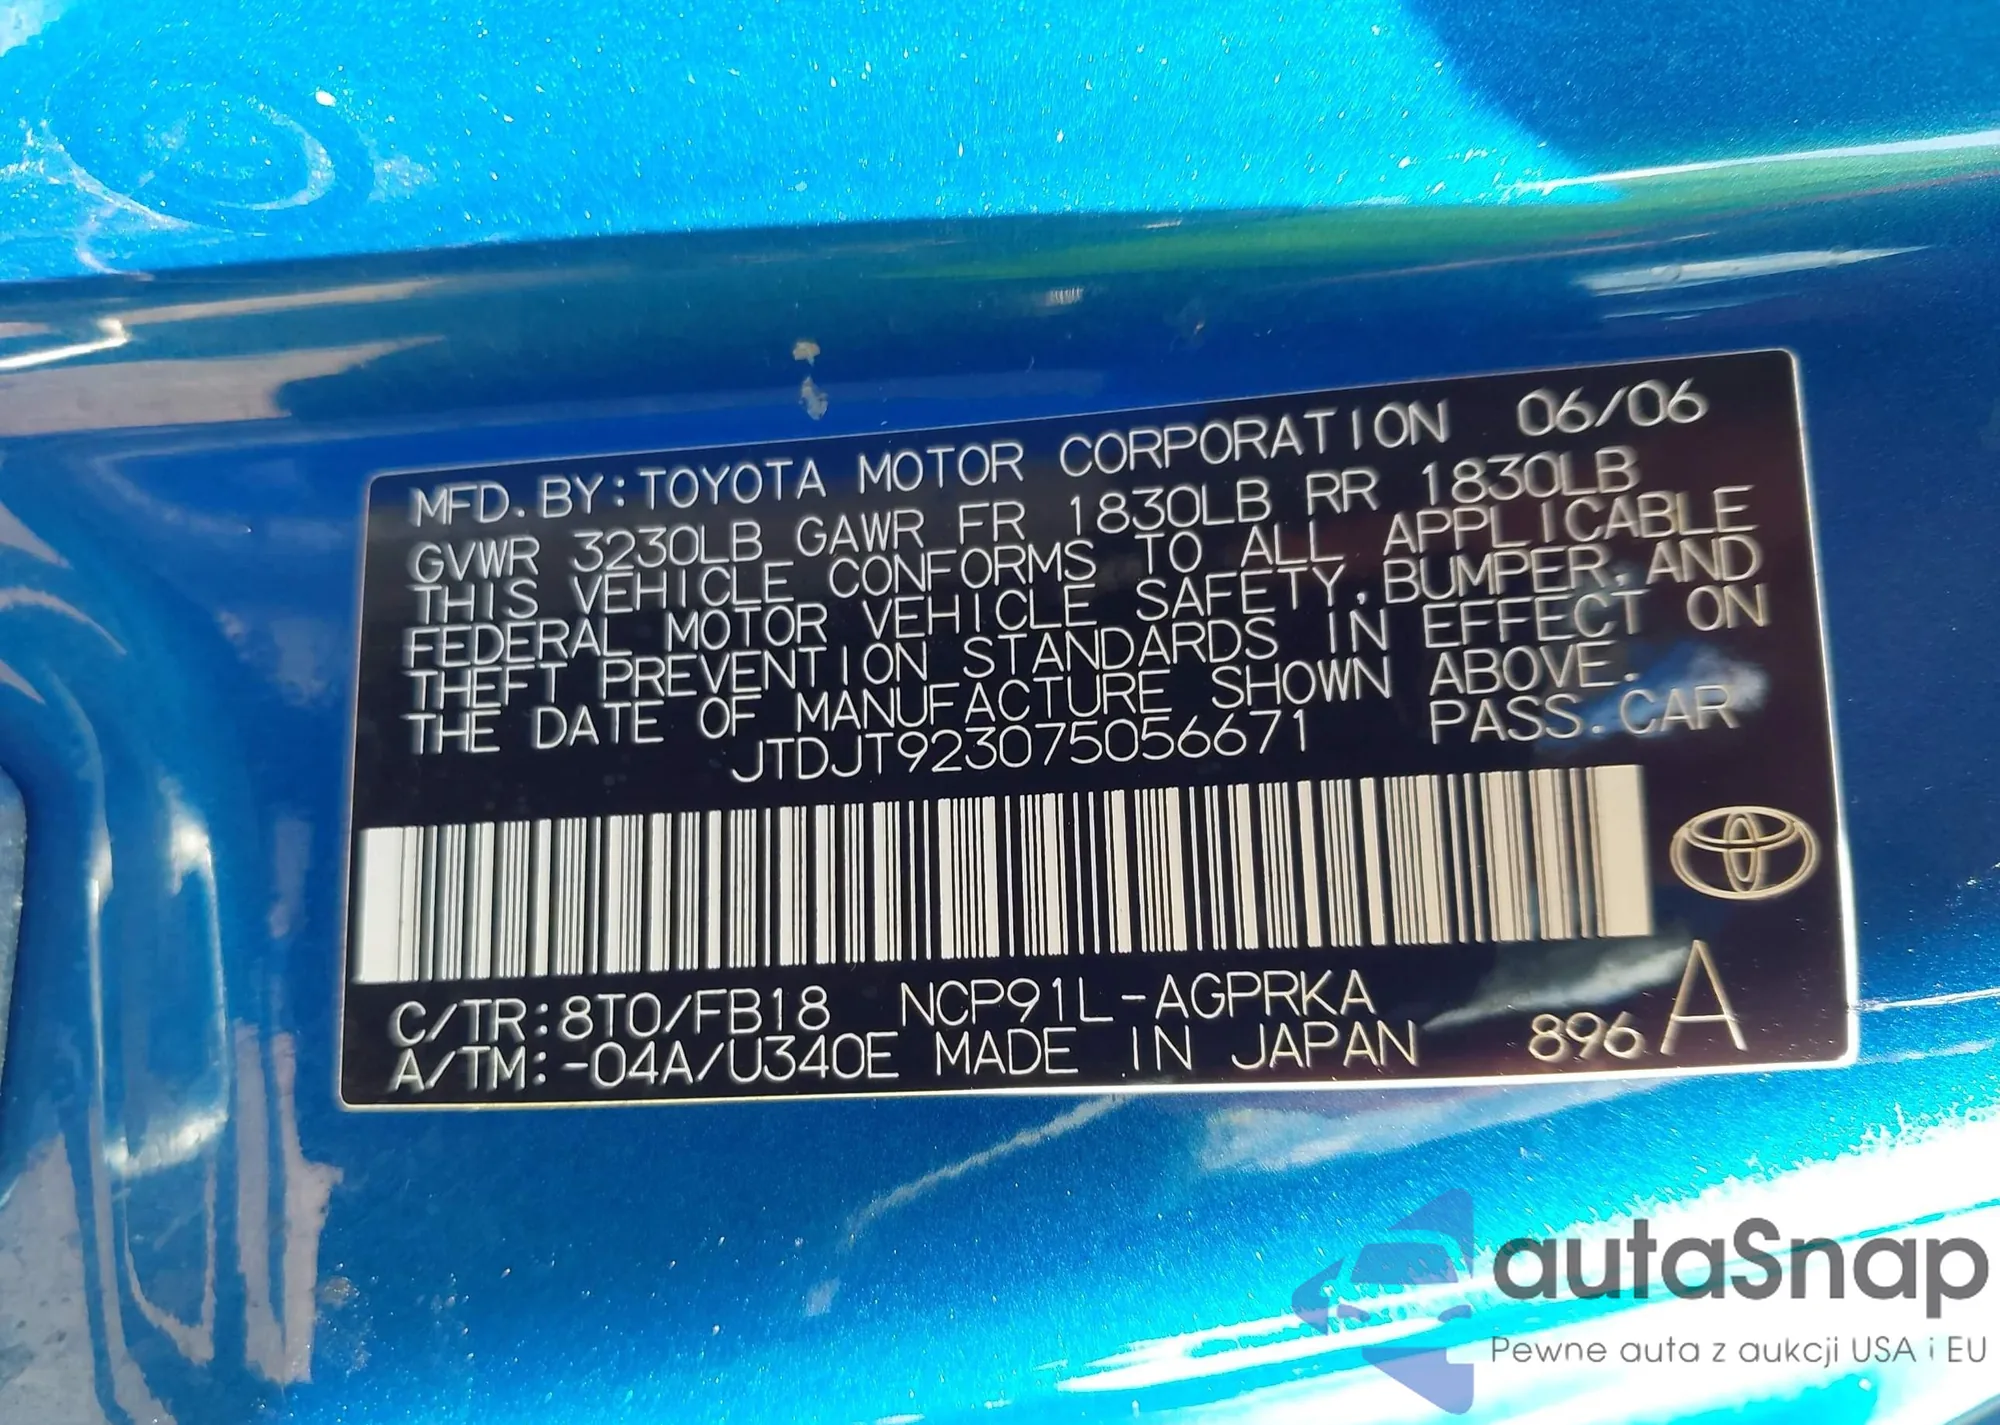 MFD. BY: TOYOTA MOTOR CORPORATION 06/06
GVWR 3230LB GAWR FR 1830LB RR 1830LB
THIS VEHICLE CONFORMS TO ALL APPLICABLE
FEDERAL MOTOR VEHICLE SAFETY, BUMPER, AND
THEFT PREVENTION STANDARDS IN EFFECT ON
THE DATE OF MANUFACTURE SHOWN ABOVE.
JTDJT923075056671 PASS. CAR
C/TR: 8T0/FB18 NCP91L-AGPRKA
A/TM: -04A/U340E MADE IN JAPAN 896 A
autaSnap
Pewne auta z aukcji USA i EU